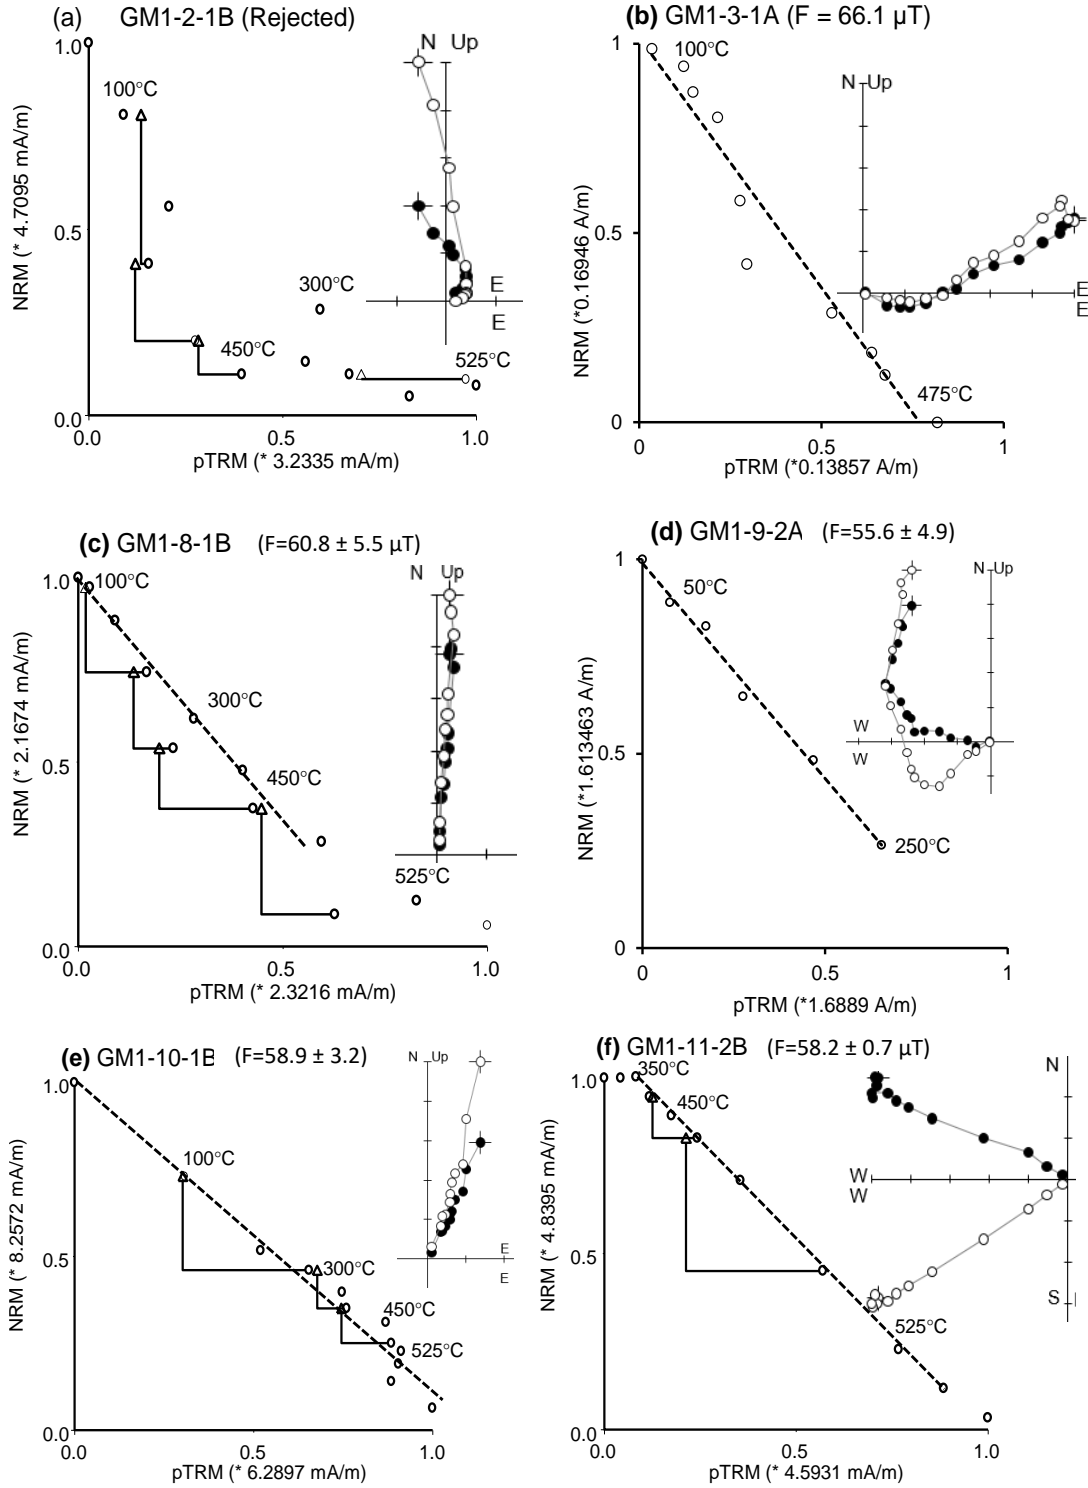 (a) GM1-2-1B (Rejected)
1.0
0.5
0.0
NRM (* 4.7095 mA/m)
100°C
300°C
450°C
525°C
N Up
E
E
0.0 0.5 1.0
pTRM (* 3.2335 mA/m)
(b) GM1-3-1A (F = 66.1 µT)
1
0.5
0
NRM (*0.16946 A/m)
100°C
475°C
N Up
E
E
0 0.5 1
pTRM (*0.13857 A/m)
(c) GM1-8-1B (F=60.8 ± 5.5 µT)
1.0
0.5
0.0
NRM (* 2.1674 mA/m)
100°C
300°C
450°C
525°C
N Up
0.0 0.5 1.0
pTRM (* 2.3216 mA/m)
(d) GM1-9-2A (F=55.6 ± 4.9)
1
0.5
0
NRM (*1.613463 A/m)
50°C
250°C
N Up
W
W
0 0.5 1
pTRM (*1.6889 A/m)
(e) GM1-10-1B (F=58.9 ± 3.2)
1.0
0.5
0.0
NRM (* 8.2572 mA/m)
100°C
300°C
450°C
525°C
N Up
E
E
0.0 0.5 1.0
pTRM (* 6.2897 mA/m)
(f) GM1-11-2B (F=58.2 ± 0.7 µT)
1.0
0.5
0.0
NRM (* 4.8395 mA/m)
350°C
450°C
525°C
N
W
W
S
0.0 0.5 1.0
pTRM (* 4.5931 mA/m)